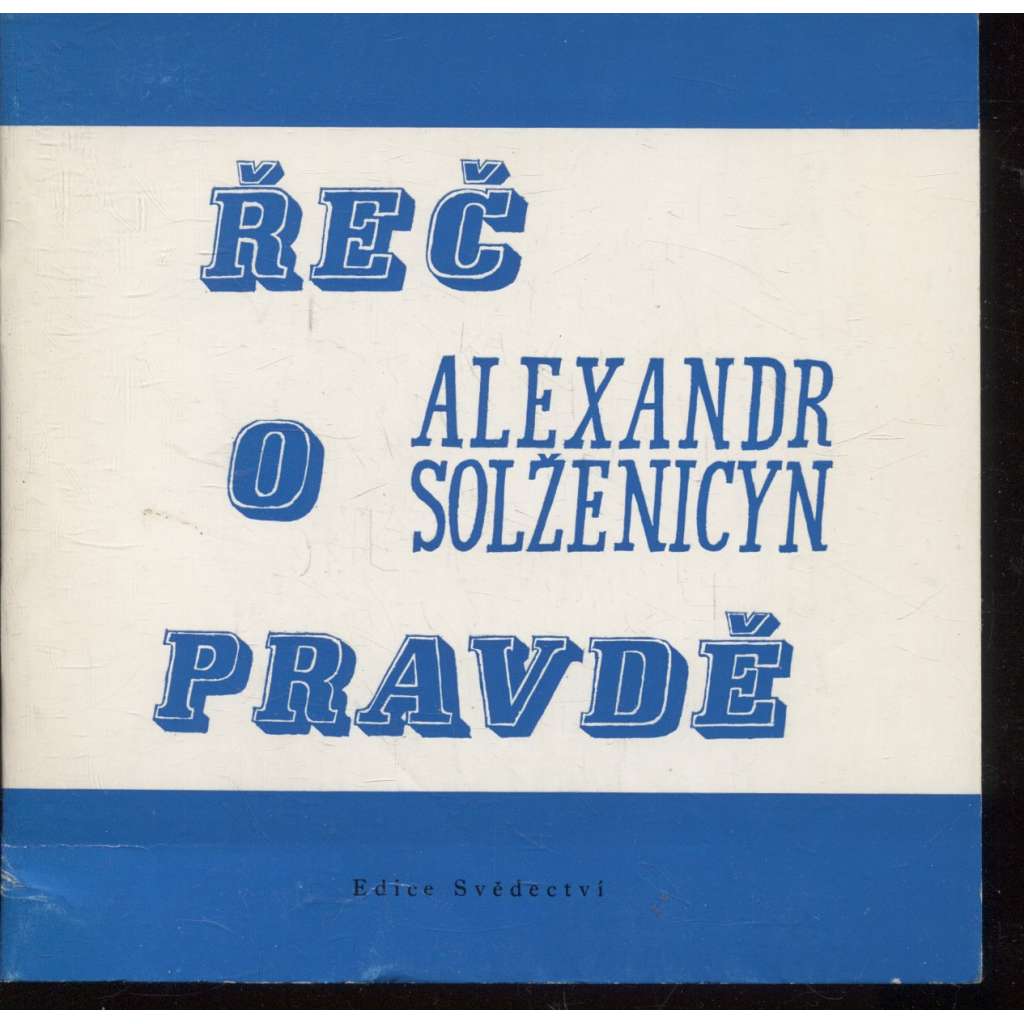 ŘEČ
O
ALEXANDR
SOLŽENICYN
PRAVDĚ
Edice Svědectví